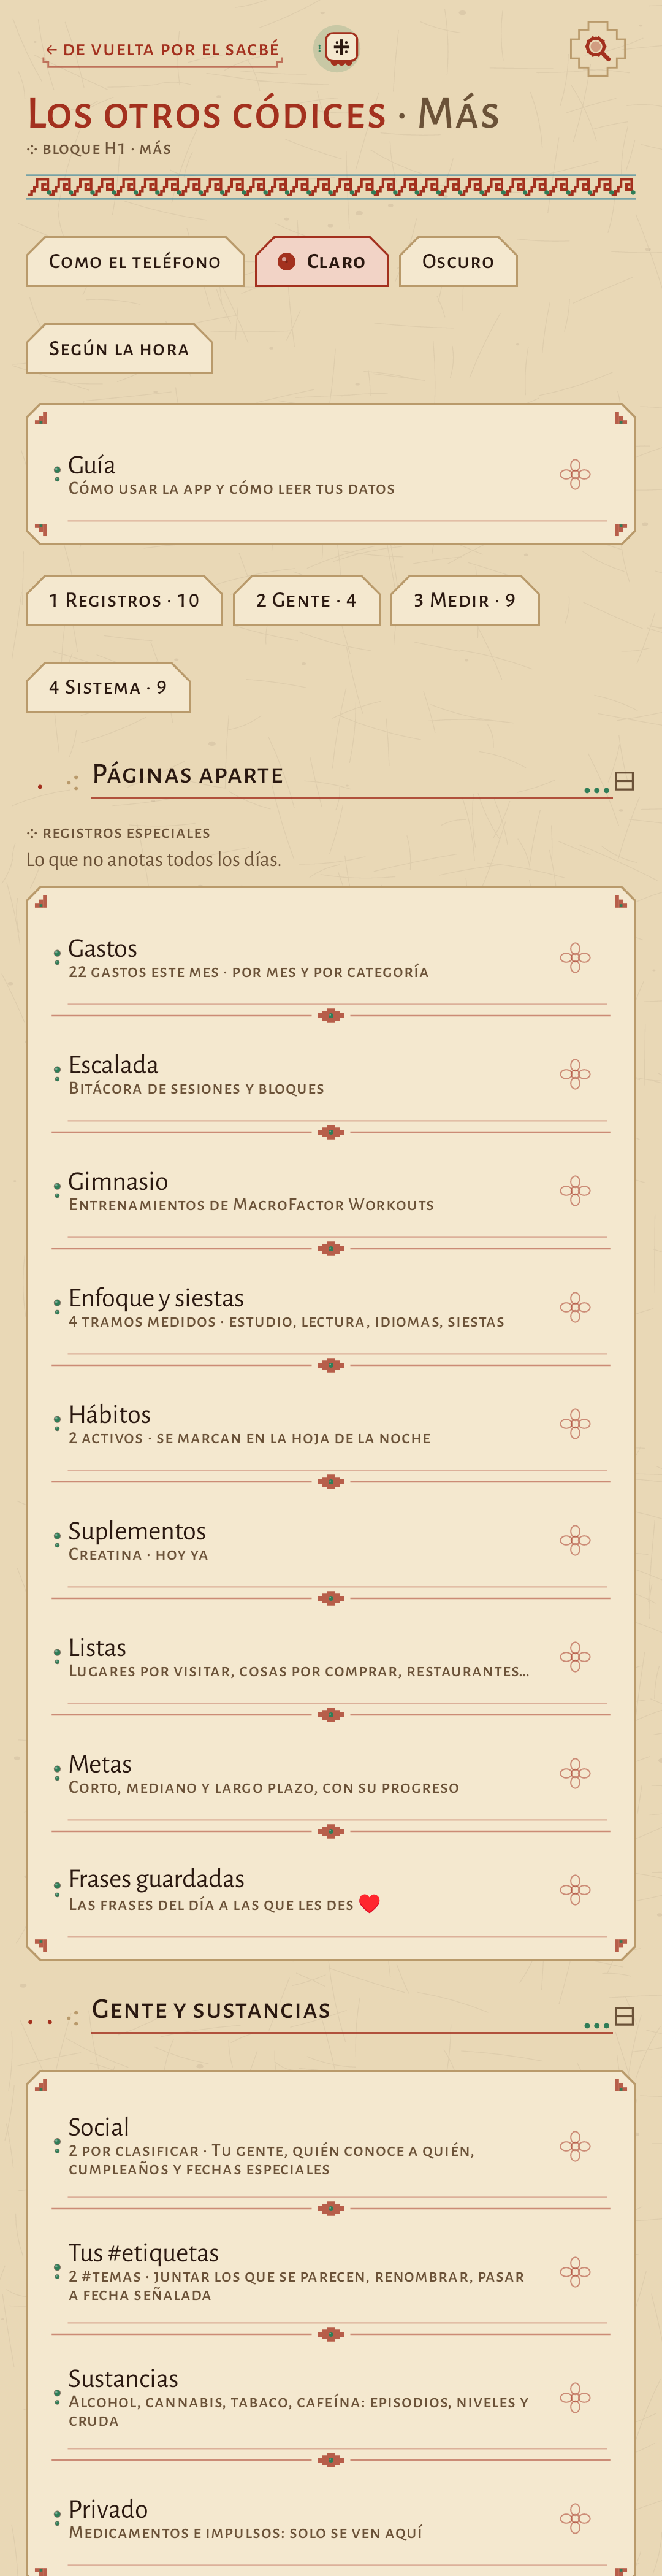 ← DE VUELTA POR EL SACBÉ
Los otros códices · Más
BLOQUE H1 · MÁS
Como el teléfono
Claro
Oscuro
Según la hora
Guía
Cómo usar la app y cómo leer tus datos
1 Registros · 10
2 Gente · 4
3 Medir · 9
4 Sistema · 9
Páginas aparte
REGISTROS ESPECIALES
Lo que no anotas todos los días.
Gastos
22 gastos este mes · por mes y por categoría
Escalada
Bitácora de sesiones y bloques
Gimnasio
Entrenamientos de MacroFactor Workouts
Enfoque y siestas
4 tramos medidos · estudio, lectura, idiomas, siestas
Hábitos
2 activos · se marcan en la hoja de la noche
Suplementos
Creatina · hoy ya
Listas
Lugares por visitar, cosas por comprar, restaurantes…
Metas
Corto, mediano y largo plazo, con su progreso
Frases guardadas
Las frases del día a las que les des ❤️
Gente y sustancias
Social
2 por clasificar · Tu gente, quién conoce a quién,
cumpleaños y fechas especiales
Tus #etiquetas
2 #temas · juntar los que se parecen, renombrar, pasar
a fecha señalada
Sustancias
Alcohol, cannabis, tabaco, cafeína: episodios, niveles y
cruda
Privado
Medicamentos e impulsos: solo se ven aquí